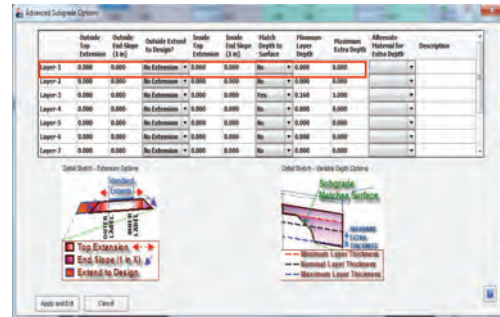 Advanced Subgrade Options
Outside Top Extension Outside End Slope (1 in) Outside Extend to Design? Inside Top Extension Inside End Slope (1 in) Match Depth to Surface Minimum Layer Depth Maximum Extra Depth Alternate Material for Extra Depth Description
Layer-1 0.000 0.000 No Extension 0.000 0.000 No 0.000 0.000
Layer-2 0.000 0.000 No Extension 0.000 0.000 No 0.000 0.000
Layer-3 0.000 0.000 No Extension 0.000 0.000 Yes 0.160 1.000
Layer-4 0.000 0.000 No Extension 0.000 0.000 No 0.000 0.000
Layer-5 0.000 0.000 No Extension 0.000 0.000 No 0.000 0.000
Layer-6 0.000 0.000 No Extension 0.000 0.000 No 0.000 0.000
Layer-7 0.000 0.000 No Extension 0.000 0.000 No 0.000 0.000
Detail Sketch - Extension Options
Standard
Extents
OUTER LABEL
INNER LABEL
Top Extension
End Slope (1 in X)
Extend to Design
Detail Sketch - Variable Depth Options
Subgrade
Matches Surface
EXTRA
THICKNESS
Minimum Layer Thickness
Nominal Layer Thickness
Maximum Layer Thickness
Apply and Exit
Cancel